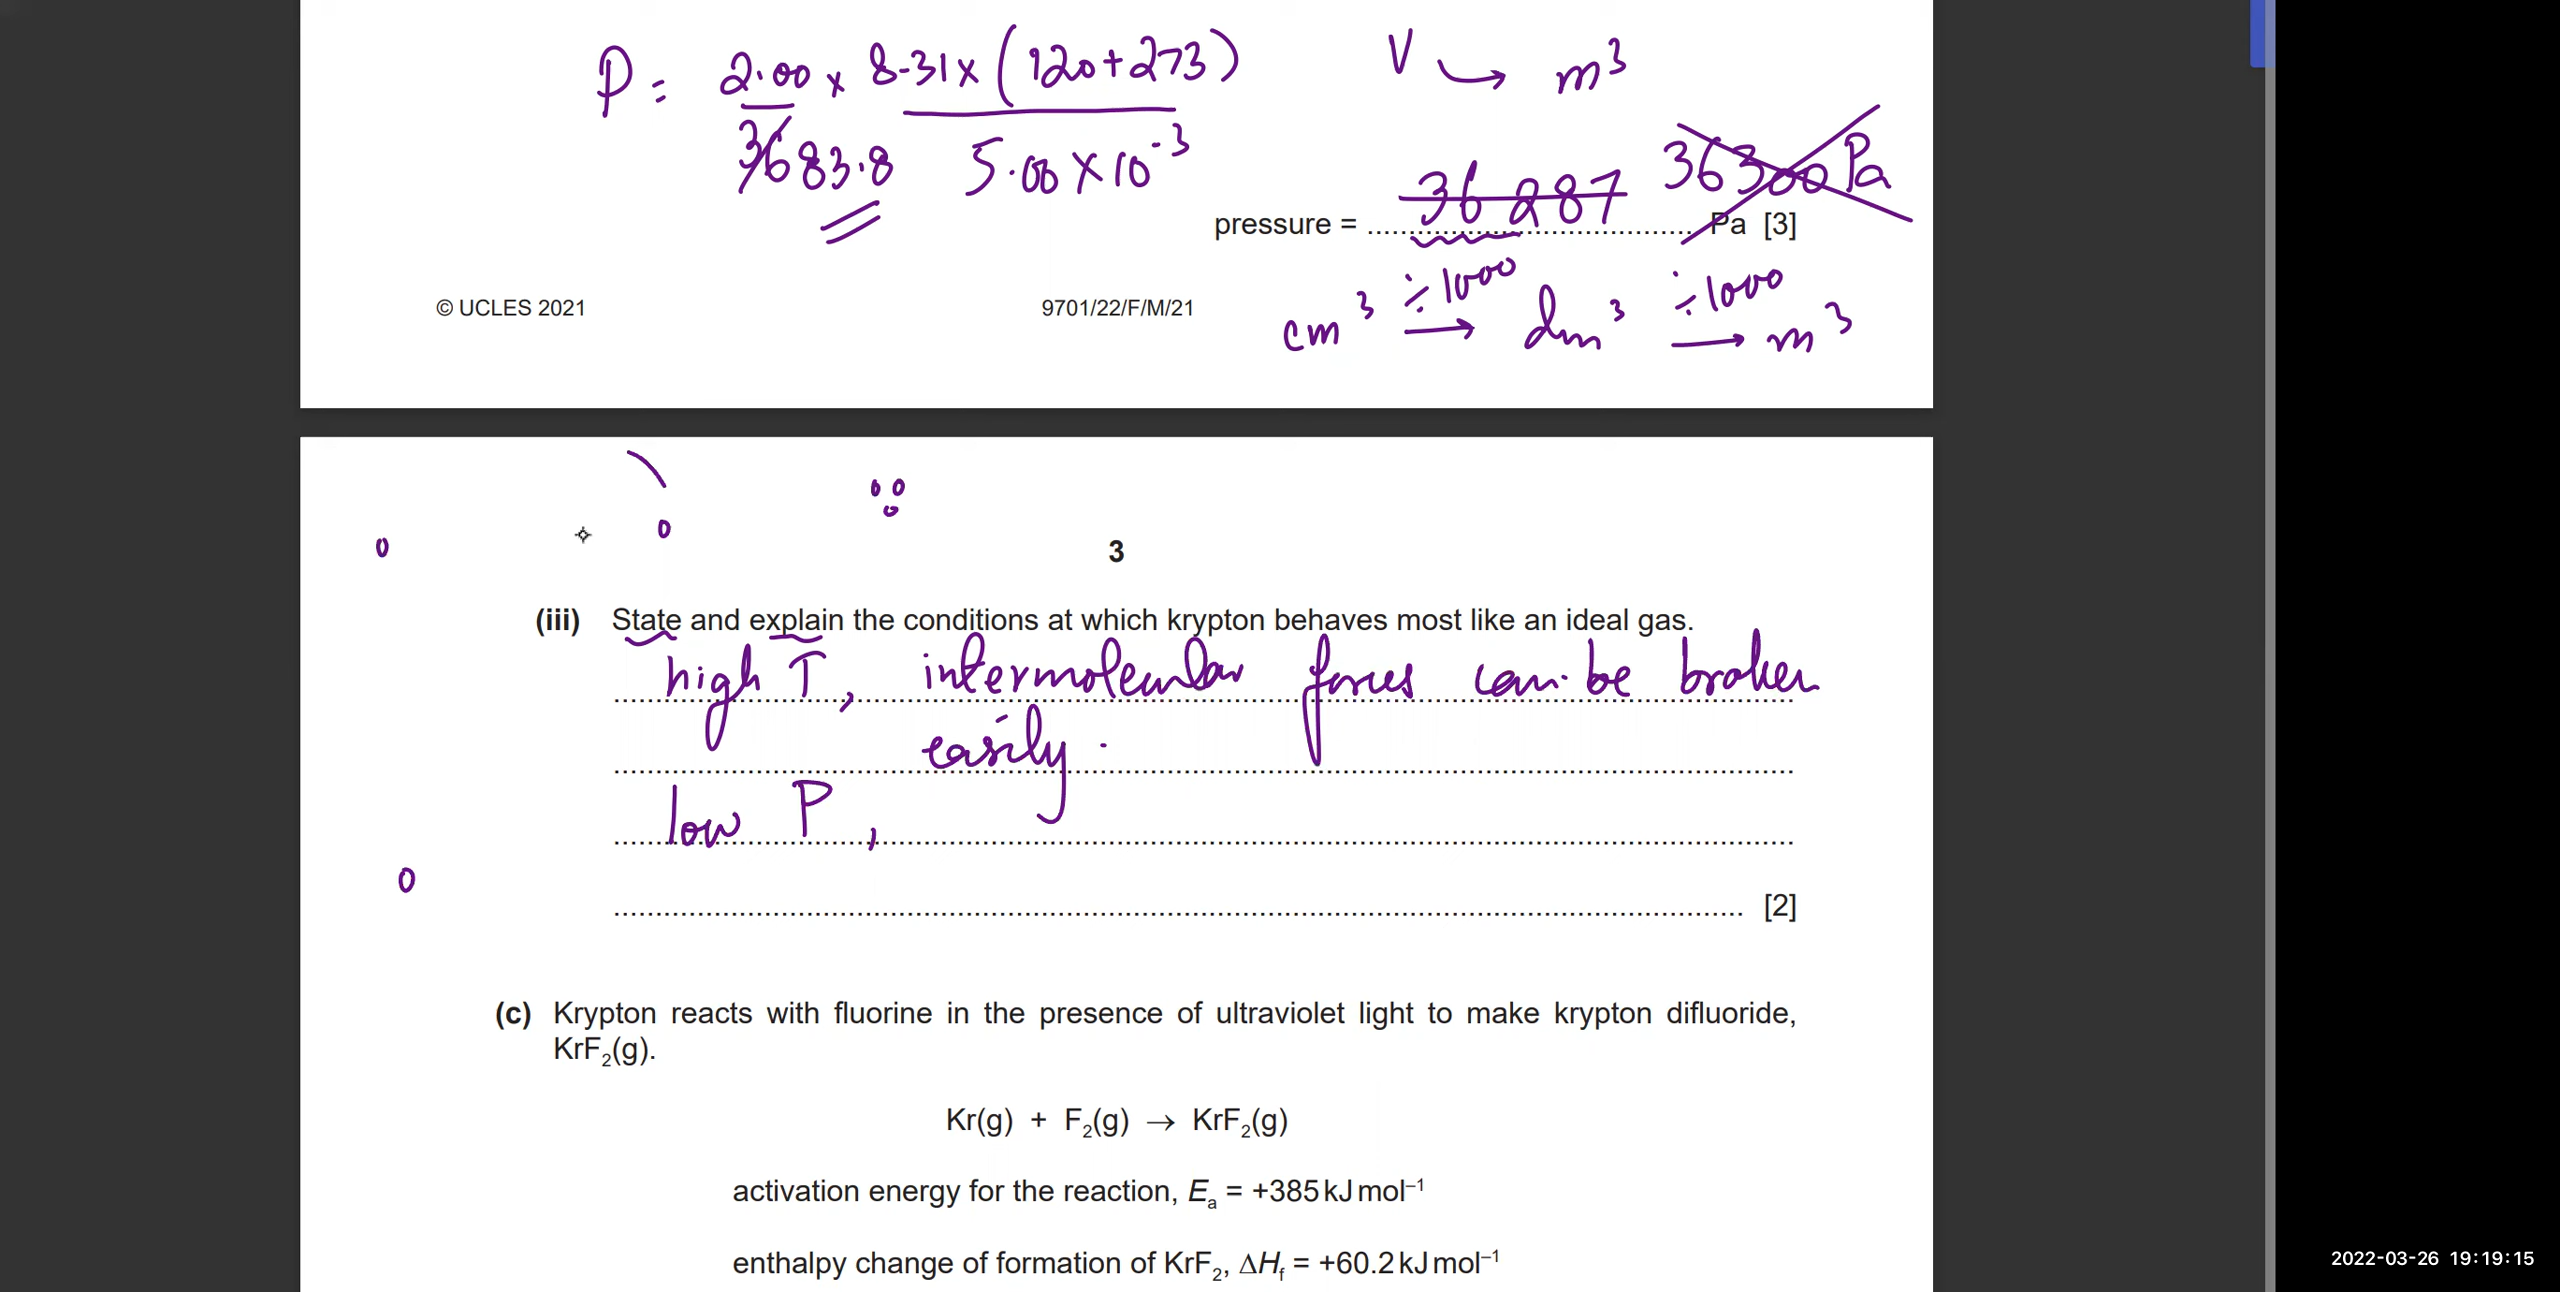 P = 2.00 x 8.31 x (120+273) V → m³
3683.8 5.00 × 10⁻³
36287 36300 Pa
pressure = ........................................ Pa [3]
÷1000 ÷1000
cm³ → dm³ → m³
© UCLES 2021 9701/22/F/M/21
3
(iii) State and explain the conditions at which krypton behaves most like an ideal gas.
high T, intermolecular forces can be broken
easily.
low P,
[2]
(c) Krypton reacts with fluorine in the presence of ultraviolet light to make krypton difluoride,
KrF₂(g).
Kr(g) + F₂(g) → KrF₂(g)
activation energy for the reaction, Eₐ = +385 kJ mol⁻¹
enthalpy change of formation of KrF₂, ΔHf = +60.2 kJ mol⁻¹
2022-03-26 19:19:15